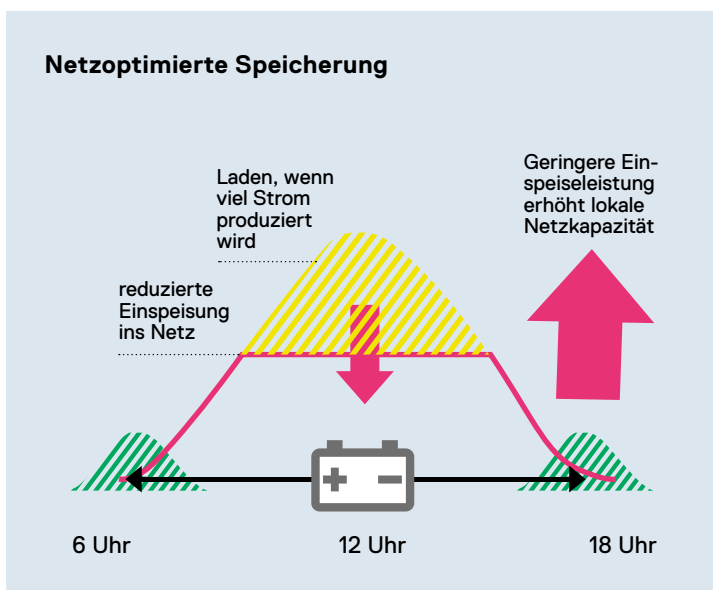 Netzoptimierte Speicherung
Laden, wenn
viel Strom
produziert
wird
Geringere Ein-
speiseleistung
erhöht lokale
Netzkapazität
reduzierte
Einspeisung
ins Netz
6 Uhr
12 Uhr
18 Uhr